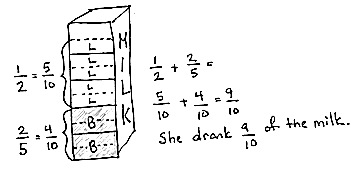 1/2 = 5/10
2/5 = 4/10
L
L
L
L
L
B
B
MILK
1/2 + 2/5 =
5/10 + 4/10 = 9/10
She drank 9/10 of the milk.